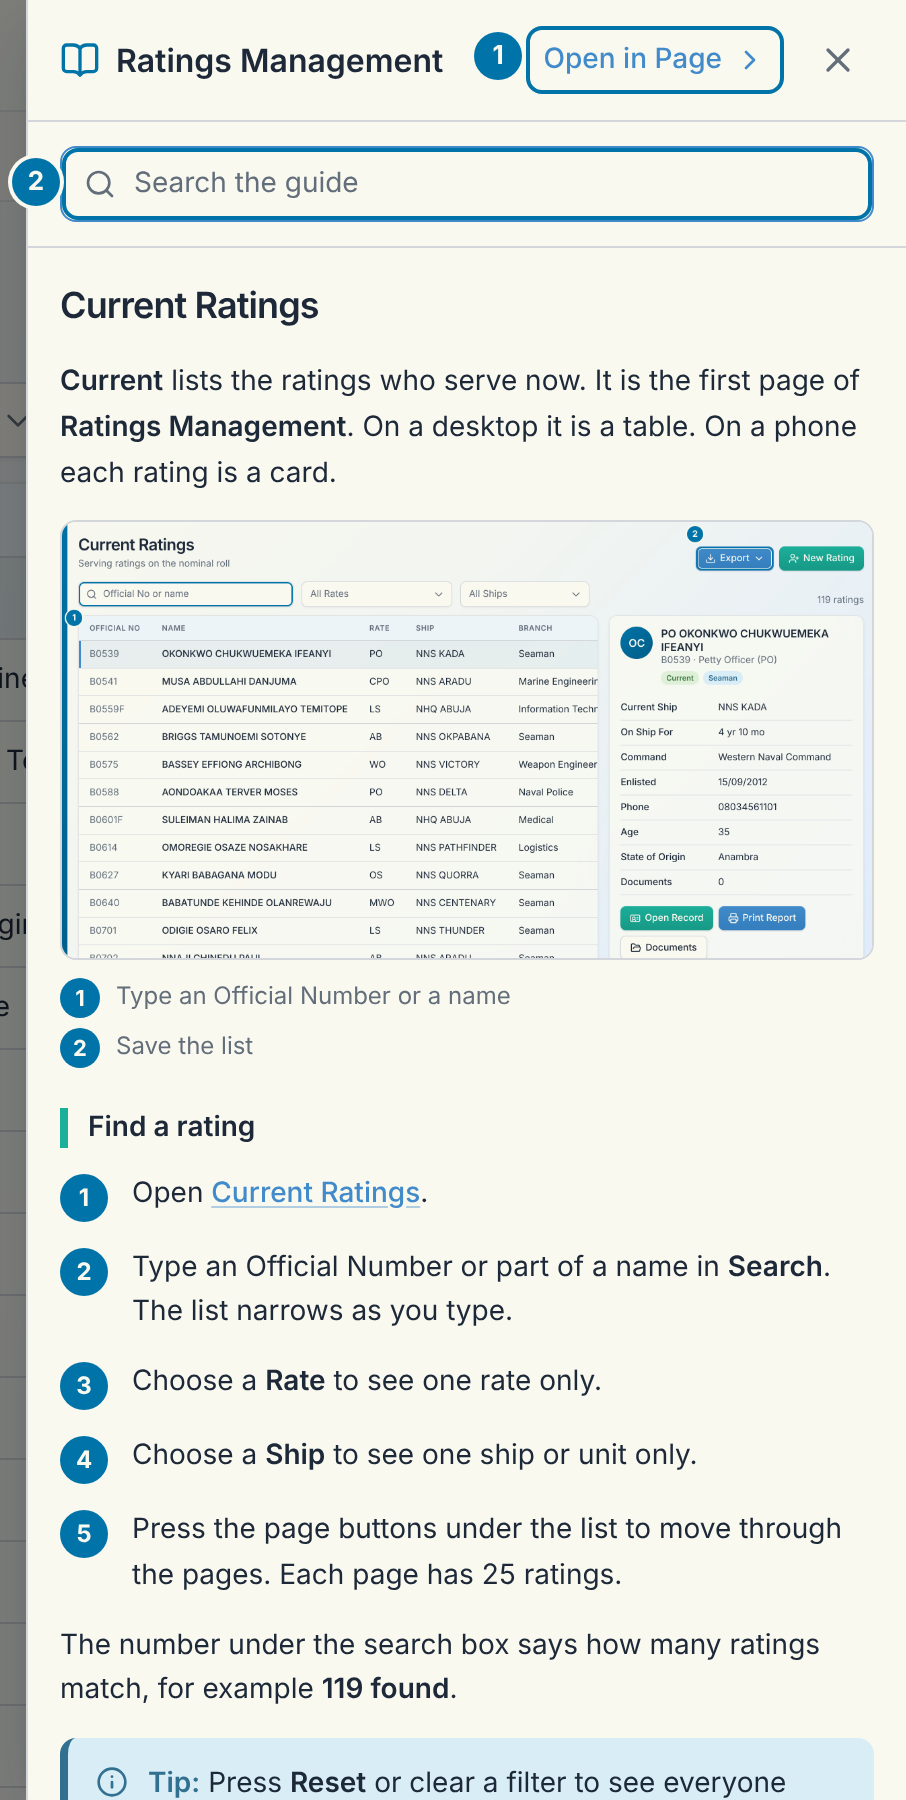 Ratings Management
1
Open in Page
2
Search the guide
Current Ratings
Current lists the ratings who serve now. It is the first page of
Ratings Management. On a desktop it is a table. On a phone
each rating is a card.
Current Ratings
Serving ratings on the nominal roll
2
Export
New Rating
Official No or name
All Rates
All Ships
119 ratings
1
OFFICIAL NO NAME RATE SHIP BRANCH
B0539 OKONKWO CHUKWUEMEKA IFEANYI PO NNS KADA Seaman
B0541 MUSA ABDULLAHI DANJUMA CPO NNS ARADU Marine Engineerin
B0559F ADEYEMI OLUWAFUNMILAYO TEMITOPE LS NHQ ABUJA Information Techn
B0562 BRIGGS TAMUNOEMI SOTONYE AB NNS OKPABANA Seaman
B0575 BASSEY EFFIONG ARCHIBONG WO NNS VICTORY Weapon Engineer
B0588 AONDOAKAA TERVER MOSES PO NNS DELTA Naval Police
B0601F SULEIMAN HALIMA ZAINAB AB NHQ ABUJA Medical
B0614 OMOREGIE OSAZE NOSAKHARE LS NNS PATHFINDER Logistics
B0627 KYARI BABAGANA MODU OS NNS QUORRA Seaman
B0640 BABATUNDE KEHINDE OLANREWAJU MWO NNS CENTENARY Seaman
B0701 ODIGIE OSARO FELIX LS NNS THUNDER Seaman
OC
PO OKONKWO CHUKWUEMEKA
IFEANYI
B0539 · Petty Officer (PO)
Current Seaman
Current Ship NNS KADA
On Ship For 4 yr 10 mo
Command Western Naval Command
Enlisted 15/09/2012
Phone 08034561101
Age 35
State of Origin Anambra
Documents 0
Open Record
Print Report
Documents
1 Type an Official Number or a name
2 Save the list
Find a rating
1 Open Current Ratings.
2 Type an Official Number or part of a name in Search.
The list narrows as you type.
3 Choose a Rate to see one rate only.
4 Choose a Ship to see one ship or unit only.
5 Press the page buttons under the list to move through
the pages. Each page has 25 ratings.
The number under the search box says how many ratings
match, for example 119 found.
Tip: Press Reset or clear a filter to see everyone